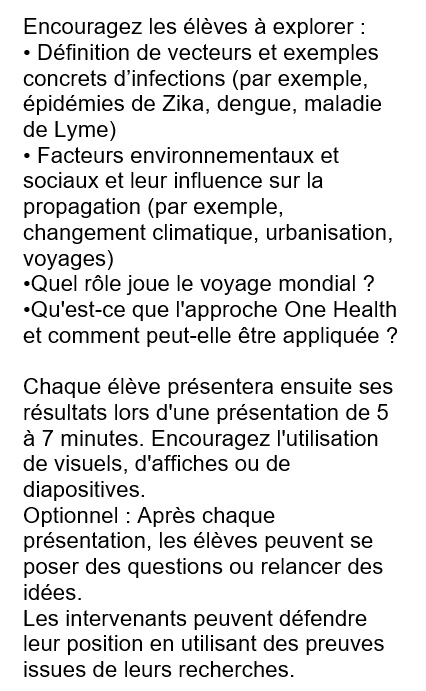 Encouragez les élèves à explorer :
• Définition de vecteurs et exemples
concrets d’infections (par exemple,
épidémies de Zika, dengue, maladie
de Lyme)
• Facteurs environnementaux et
sociaux et leur influence sur la
propagation (par exemple,
changement climatique, urbanisation,
voyages)
•Quel rôle joue le voyage mondial ?
•Qu'est-ce que l'approche One Health
et comment peut-elle être appliquée ?

Chaque élève présentera ensuite ses
résultats lors d'une présentation de 5
à 7 minutes. Encouragez l'utilisation
de visuels, d'affiches ou de
diapositives.
Optionnel : Après chaque
présentation, les élèves peuvent se
poser des questions ou relancer des
idées.
Les intervenants peuvent défendre
leur position en utilisant des preuves
issues de leurs recherches.